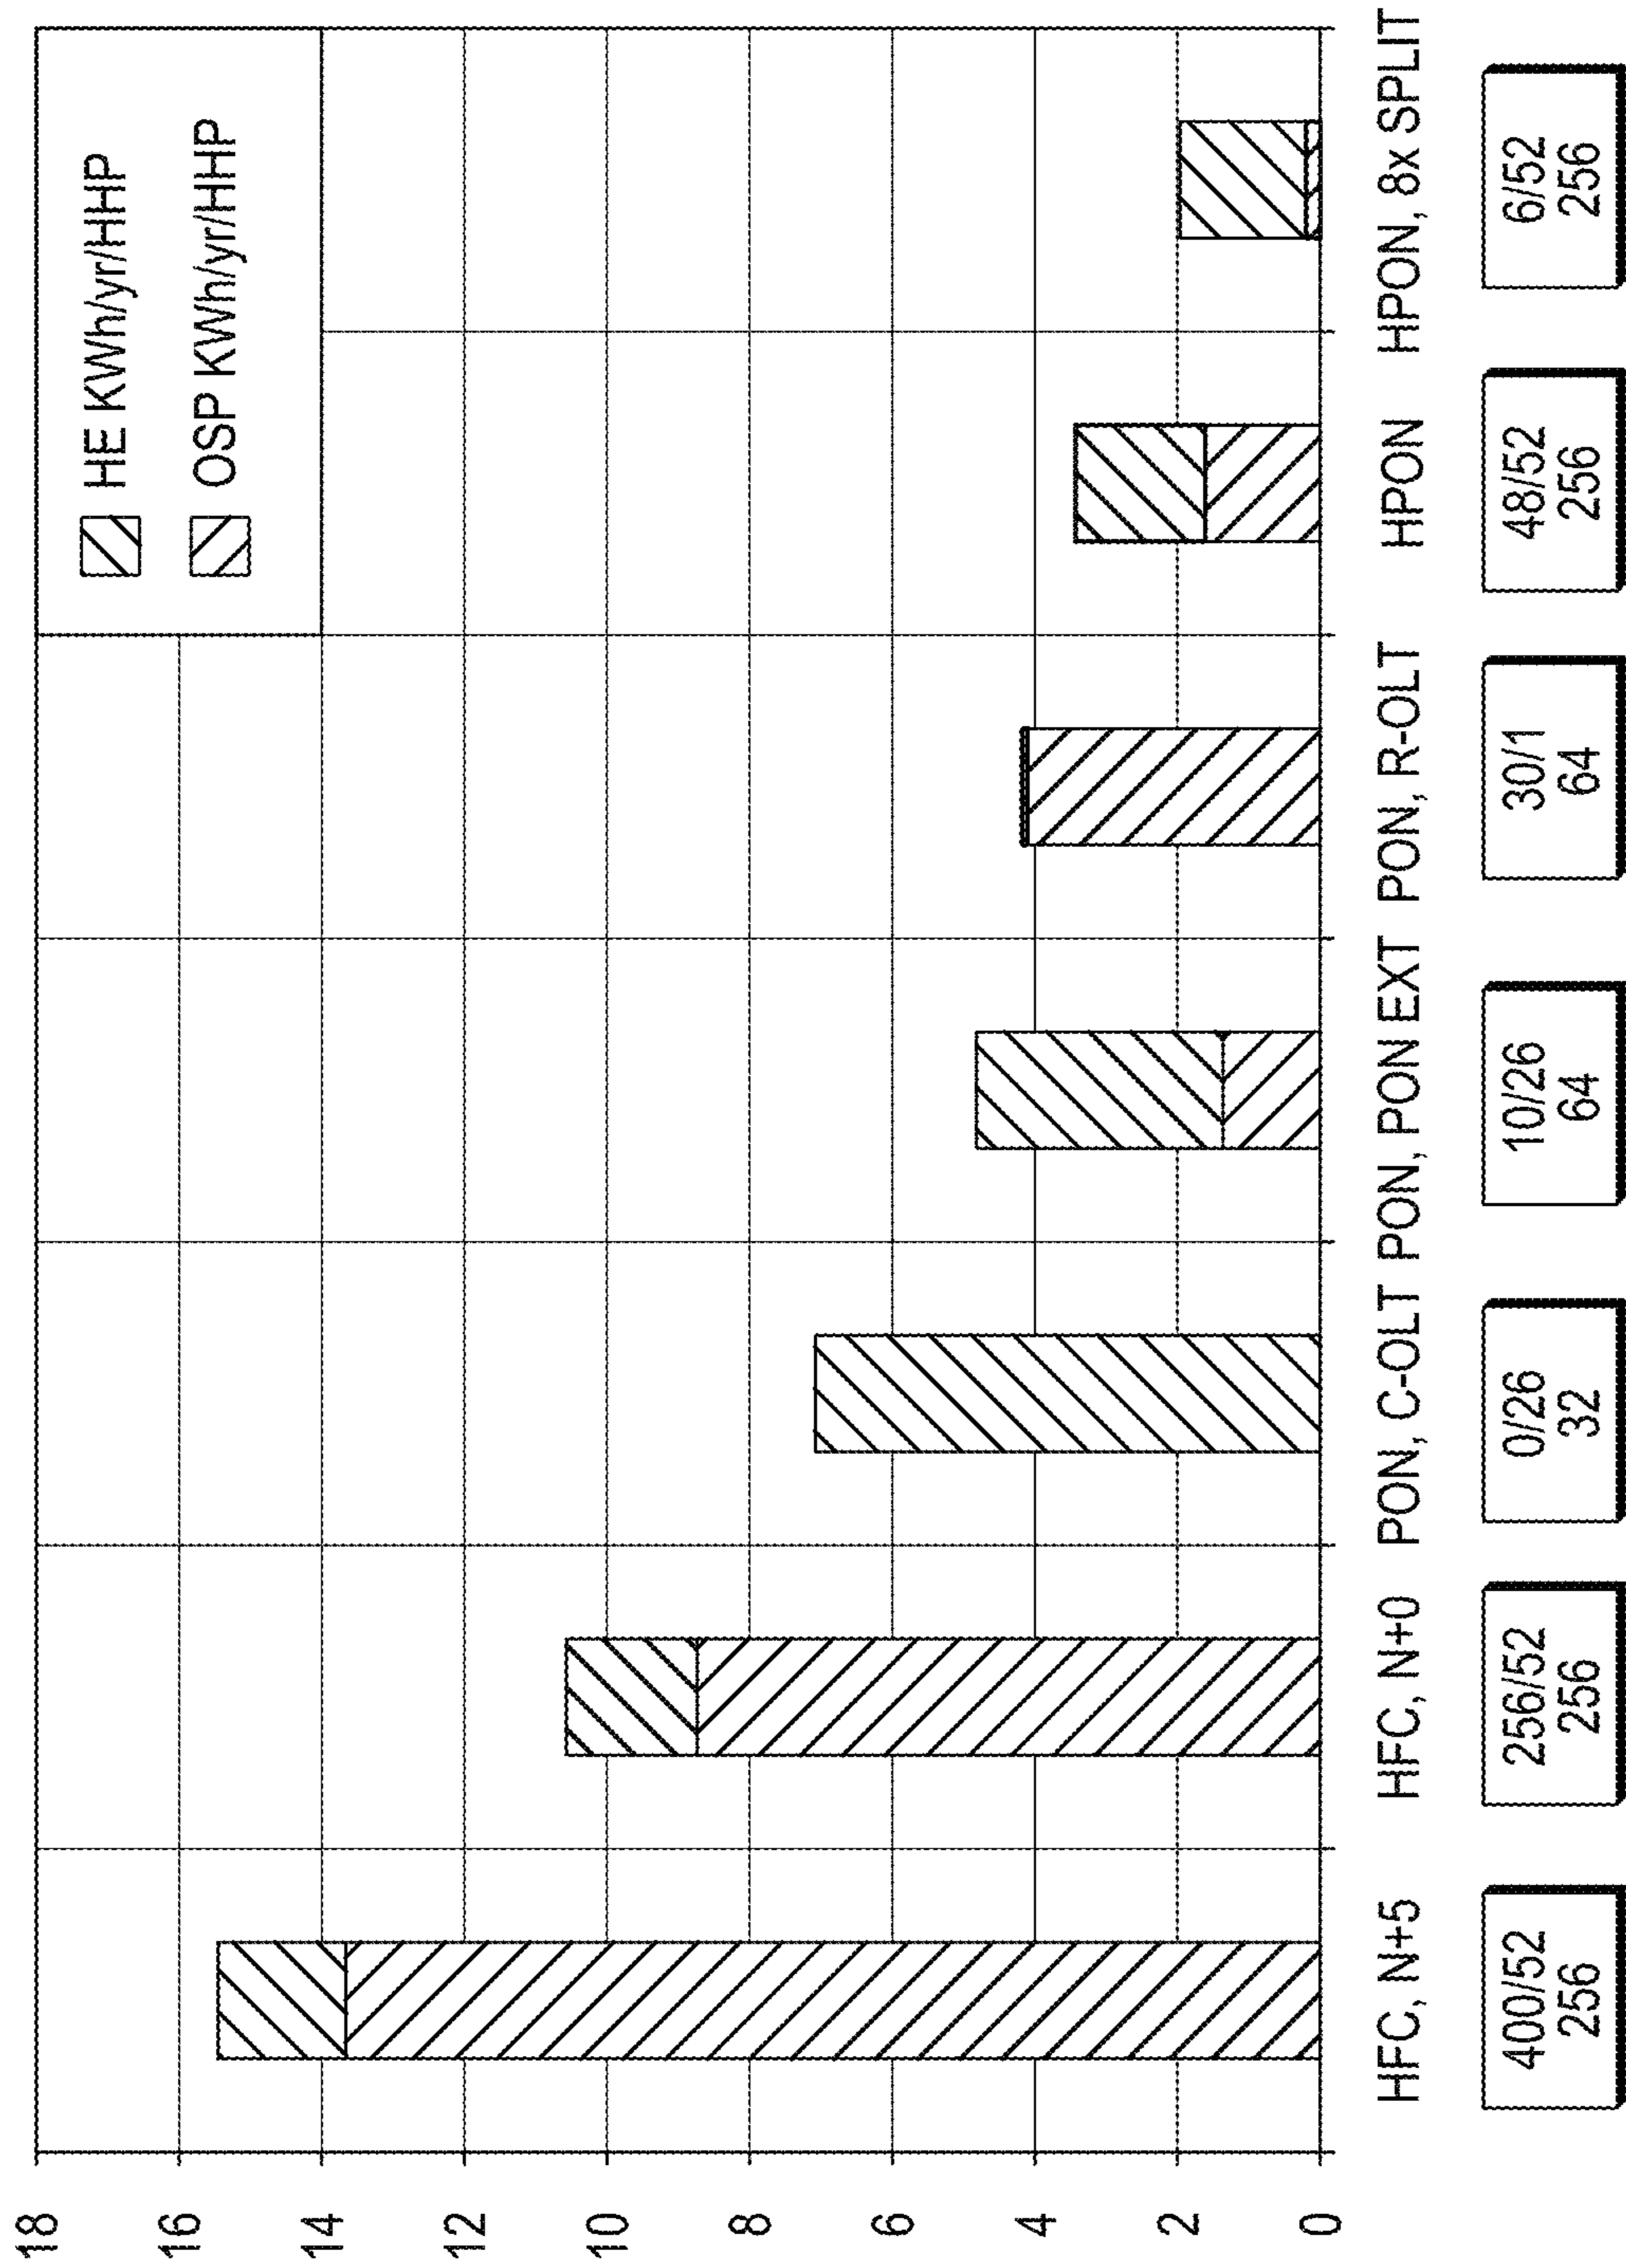 18
16
14
12
10
8
6
4
2
0
HE KWh/yr/HHP
OSP KWh/yr/HHP
HFC, N+5
HFC, N+0
PON, C-OLT
PON, PON EXT
PON, R-OLT
HPON
HPON, 8x SPLIT
400/52
256
256/52
256
0/26
32
10/26
64
30/1
64
48/52
256
6/52
256